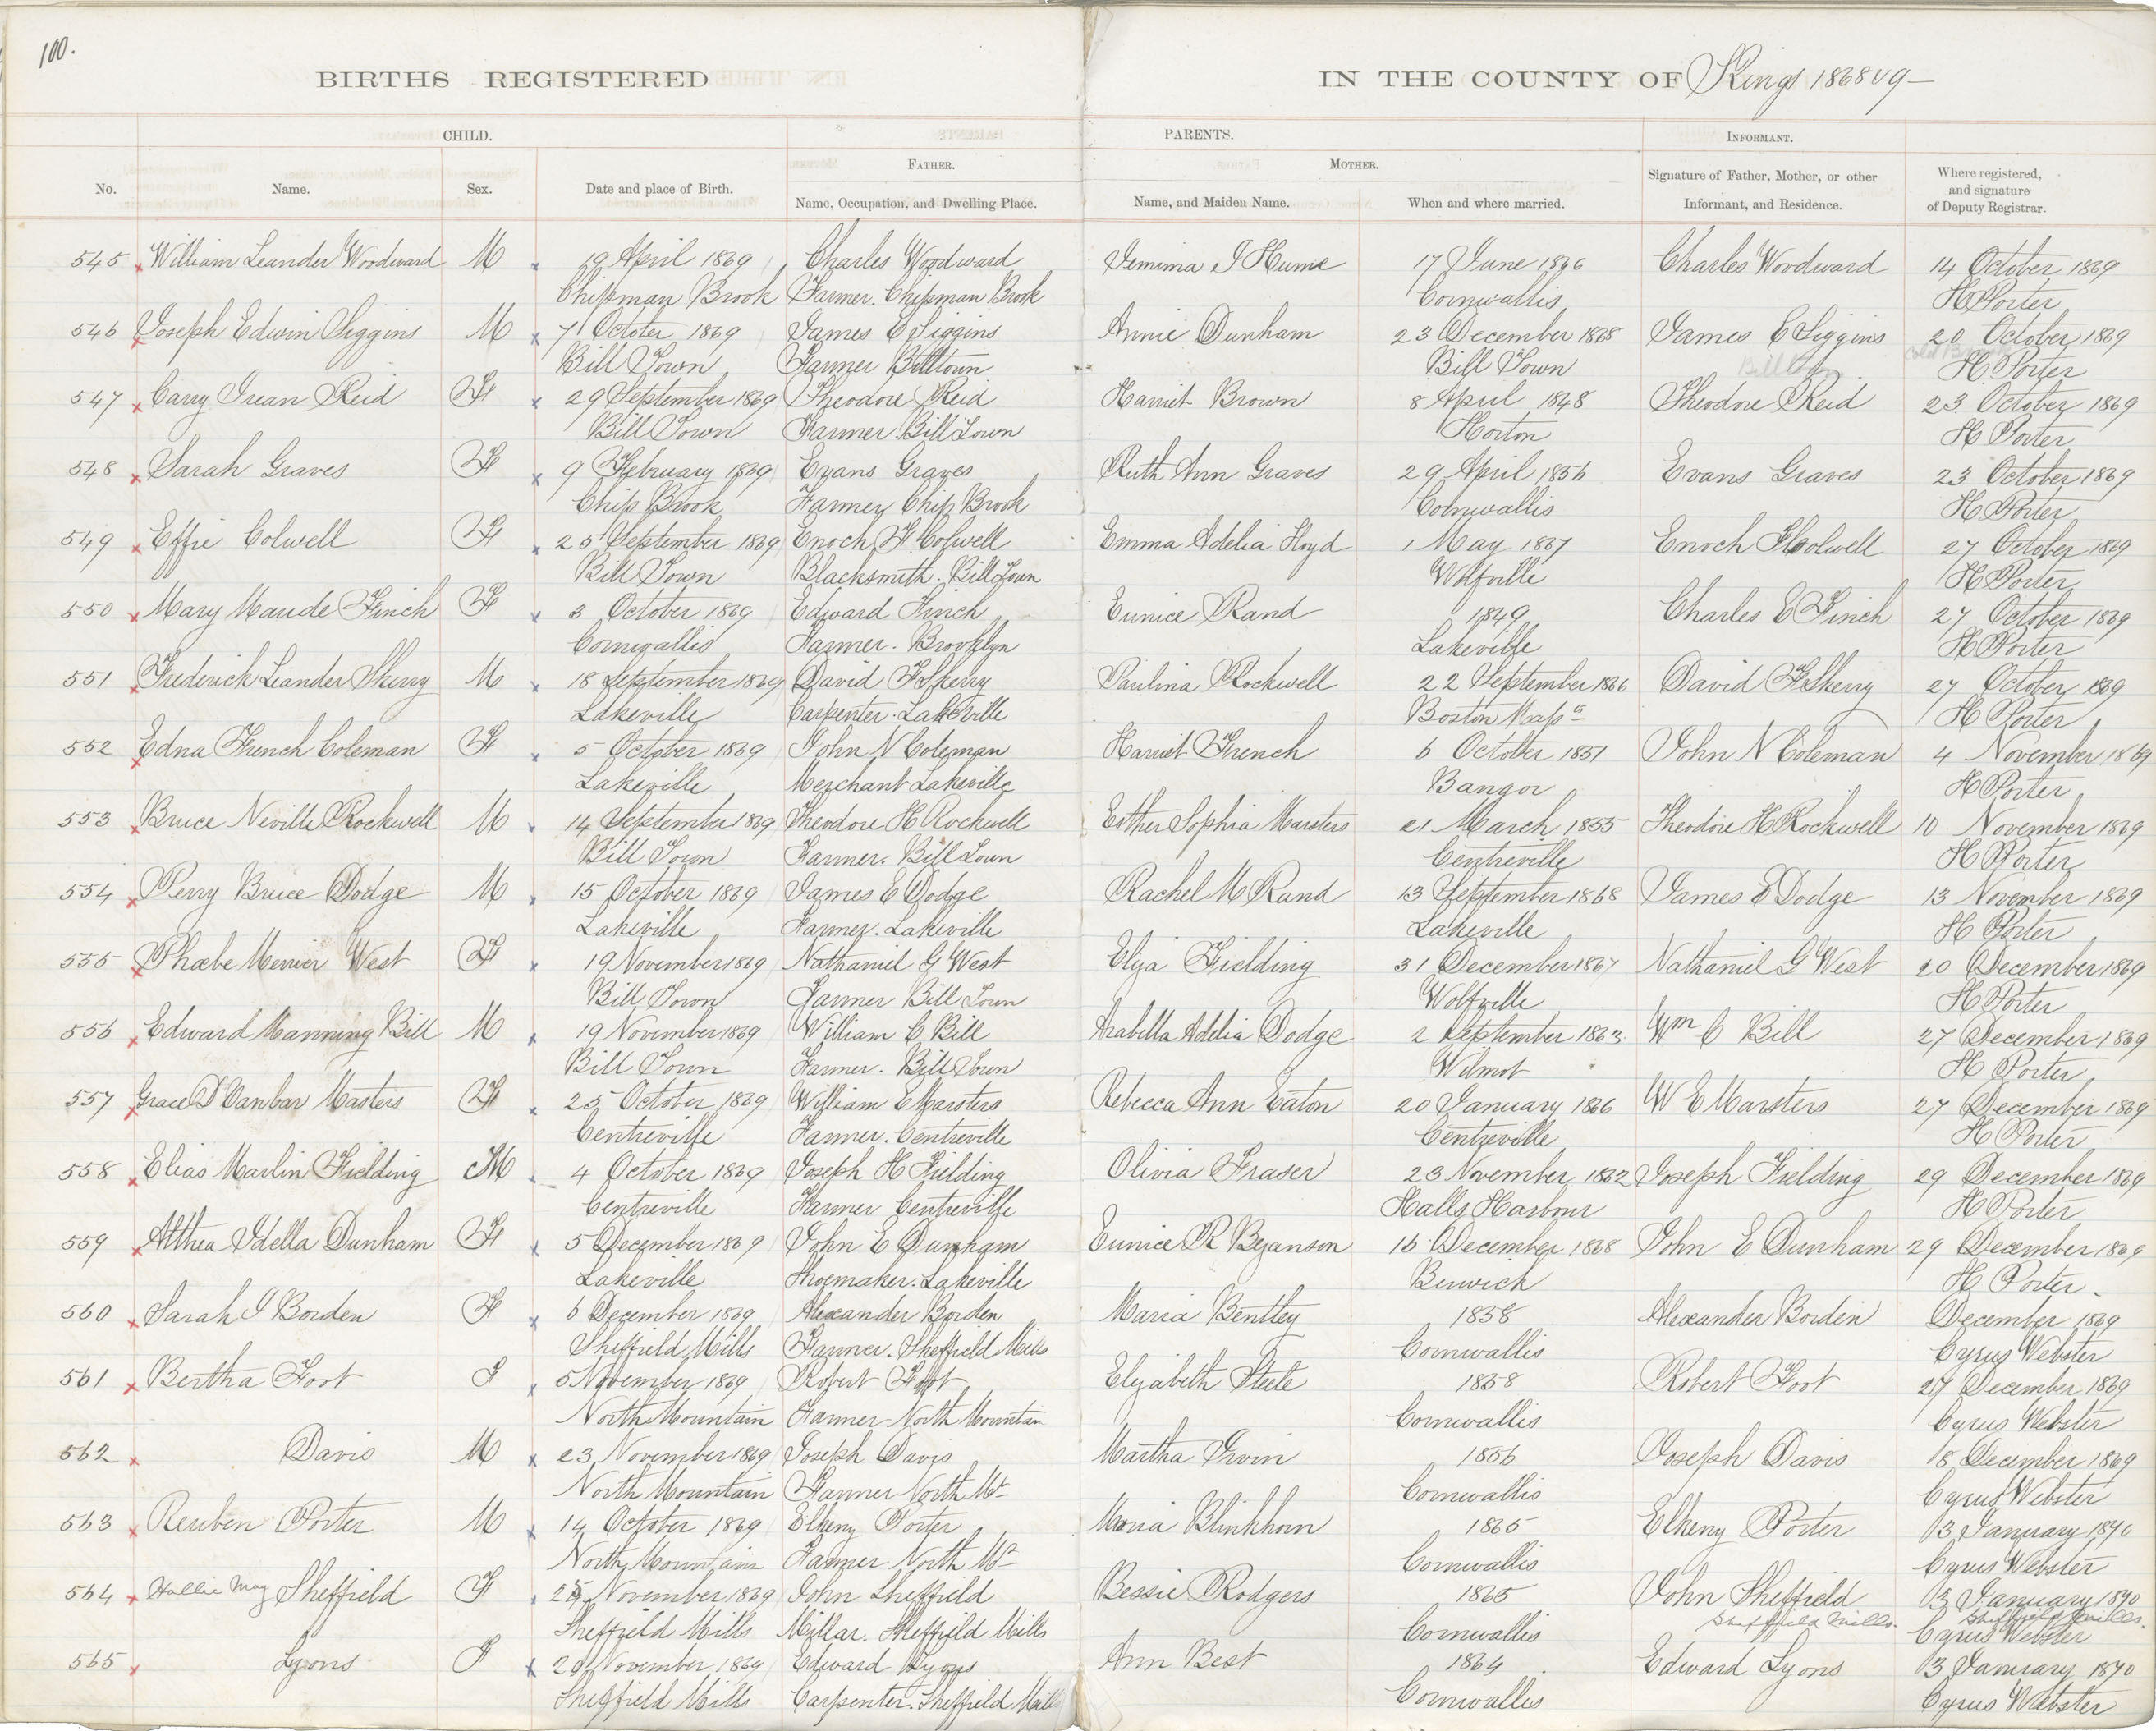 100.
BIRTHS REGISTERED IN THE COUNTY OF Kings 1868 & 9
CHILD. PARENTS. INFORMANT.
FATHER. MOTHER.
No. Name. Sex. Date and place of Birth. Name, Occupation, and Dwelling Place. Name, and Maiden Name. When and where married. Signature of Father, Mother, or other Informant, and Residence. Where registered, and signature of Deputy Registrar.
545 William Leander Woodward M 19 April 1869 Charles Woodward Jemima J Hume 17 June 1846 Charles Woodward 14 October 1869
Chipman Brook Farmer. Chipman Brook Cornwallis H Porter
546 Joseph Edwin Siggins M 7 October 1869 James E Siggins Annie Dunham 23 December 1868 James E Siggins 20 October 1869
Bill Town Farmer Billtown Bill Town Billtown H Porter
547 Carry Reid F 29 September 1869 Theodore Reid Harriet Brown 8 April 1848 Theodore Reid 23 October 1869
Bill Town Farmer. Bill Town Horton H Porter
548 Sarah Graves F 9 February 1869 Evans Graves Ruth Ann Graves 29 April 1856 Evans Graves 23 October 1869
Chip Brook Farmer Chip Brook Cornwallis H Porter
549 Effie Colwell F 25 September 1869 Enoch F Colwell Emma Adelia Floyd 1 May 1867 Enoch F Colwell 27 October 1869
Bill Town Blacksmith. Bill Town Wolfville H Porter
550 Mary Maude Finch F 3 October 1869 Edward Finch Eunice Rand 1849 Charles E Finch 27 October 1869
Cornwallis Farmer. Brooklyn Lakeville H Porter
551 Frederick Leander Skerry M 18 September 1869 David F Skerry Paulina Rockwell 22 September 1866 David F Skerry 27 October 1869
Lakeville Carpenter. Lakeville Boston Mass H Porter
552 Edna French Coleman F 5 October 1869 John N Coleman Harriet French 6 October 1851 John N Coleman 4 November 1869
Lakeville Merchant Lakeville Bangor H Porter
553 Bruce Neville Rockwell M 14 September 1869 Theodore H Rockwell Esther Sophia Marsters 21 March 1855 Theodore H Rockwell 10 November 1869
Bill Town Farmer. Bill Town Centreville H Porter
554 Perry Bruce Dodge M 15 October 1869 James E Dodge Rachel M Rand 13 September 1868 James E Dodge 13 November 1869
Lakeville Farmer. Lakeville Lakeville H Porter
555 Phœbe West F 19 November 1869 Nathaniel G West Eliza Fielding 31 December 1867 Nathaniel G West 20 December 1869
Bill Town Farmer Bill Town Wolfville H Porter
556 Edward Manning Bill M 19 November 1869 William C Bill Arabella Adelia Dodge 2 September 1863 Wm C Bill 27 December 1869
Bill Town Farmer. Bill Town Wilmot H Porter
557 Grace D Vanbar Masters F 25 October 1869 William E Marsters Rebecca Ann Eaton 20 January 1866 W E Marsters 27 December 1869
Centreville Farmer. Centreville Centreville H Porter
558 Elias Marlin Fielding M 4 October 1869 Joseph H Fielding Olivia Fraser 23 November 1862 Joseph Fielding 29 December 1869
Centreville Farmer Centreville Halls Harbour H Porter
559 Althea Idella Dunham F 5 December 1869 John E Dunham Eunice R Bezanson 16 December 1868 John E Dunham 29 December 1869
Lakeville Shoemaker. Lakeville Berwick H Porter.
560 Sarah J Borden F 6 December 1869 Alexander Borden Maria Bentley 1858 Alexander Borden December 1869
Sheffield Mills Farmer. Sheffield Mills Cornwallis Cyrus Webster
561 Bertha Foot F 5 November 1869 Robert Foot Elizabeth Steele 1858 Robert Foot 27 December 1869
North Mountain Farmer North Mountain Cornwallis Cyrus Webster
562 Davis M 23 November 1869 Joseph Davis Martha Irvin 1856 Joseph Davis 18 December 1869
North Mountain Farmer North Mt Cornwallis Cyrus Webster
563 Reuben Porter M 14 October 1869 Elkeny Porter Maria Blinkhorn 1865 Elkeny Porter 13 January 1870
North Mountain Farmer North Mt Cornwallis Cyrus Webster
564 Hallie May Sheffield F 25 November 1869 John Sheffield Bessie Rodgers 1865 John Sheffield 13 January 1870
Sheffield Mills Millar. Sheffield Mills Cornwallis Sheffield Mills. Sheffield Mills. Cyrus Webster
565 Lyons F 20 November 1869 Edward Lyons Ann Best 1864 Edward Lyons 13 January 1870
Sheffield Mills Carpenter. Sheffield Mills Cornwallis Cyrus Webster